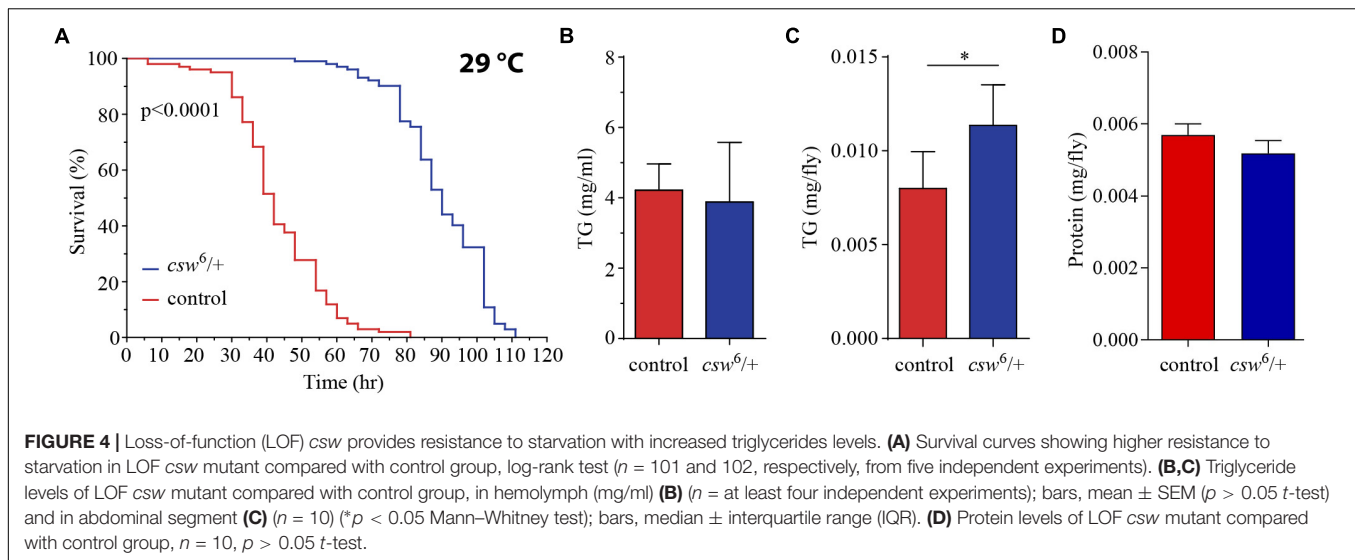 A
29 °C
p<0.0001
Survival (%)
100
80
60
40
20
0
csw⁶/+
control
0 10 20 30 40 50 60 70 80 90 100 110 120
Time (hr)
B
TG (mg/ml)
8
6
4
2
0
control csw⁶/+
C
*
TG (mg/fly)
0.015
0.010
0.005
0.000
control csw⁶/+
D
Protein (mg/fly)
0.008
0.006
0.004
0.002
0.000
control csw⁶/+
FIGURE 4 | Loss-of-function (LOF) csw provides resistance to starvation with increased triglycerides levels. (A) Survival curves showing higher resistance to
starvation in LOF csw mutant compared with control group, log-rank test (n = 101 and 102, respectively, from five independent experiments). (B,C) Triglyceride
levels of LOF csw mutant compared with control group, in hemolymph (mg/ml) (B) (n = at least four independent experiments); bars, mean ± SEM (p > 0.05 t-test)
and in abdominal segment (C) (n = 10) (*p < 0.05 Mann–Whitney test); bars, median ± interquartile range (IQR). (D) Protein levels of LOF csw mutant compared
with control group, n = 10, p > 0.05 t-test.